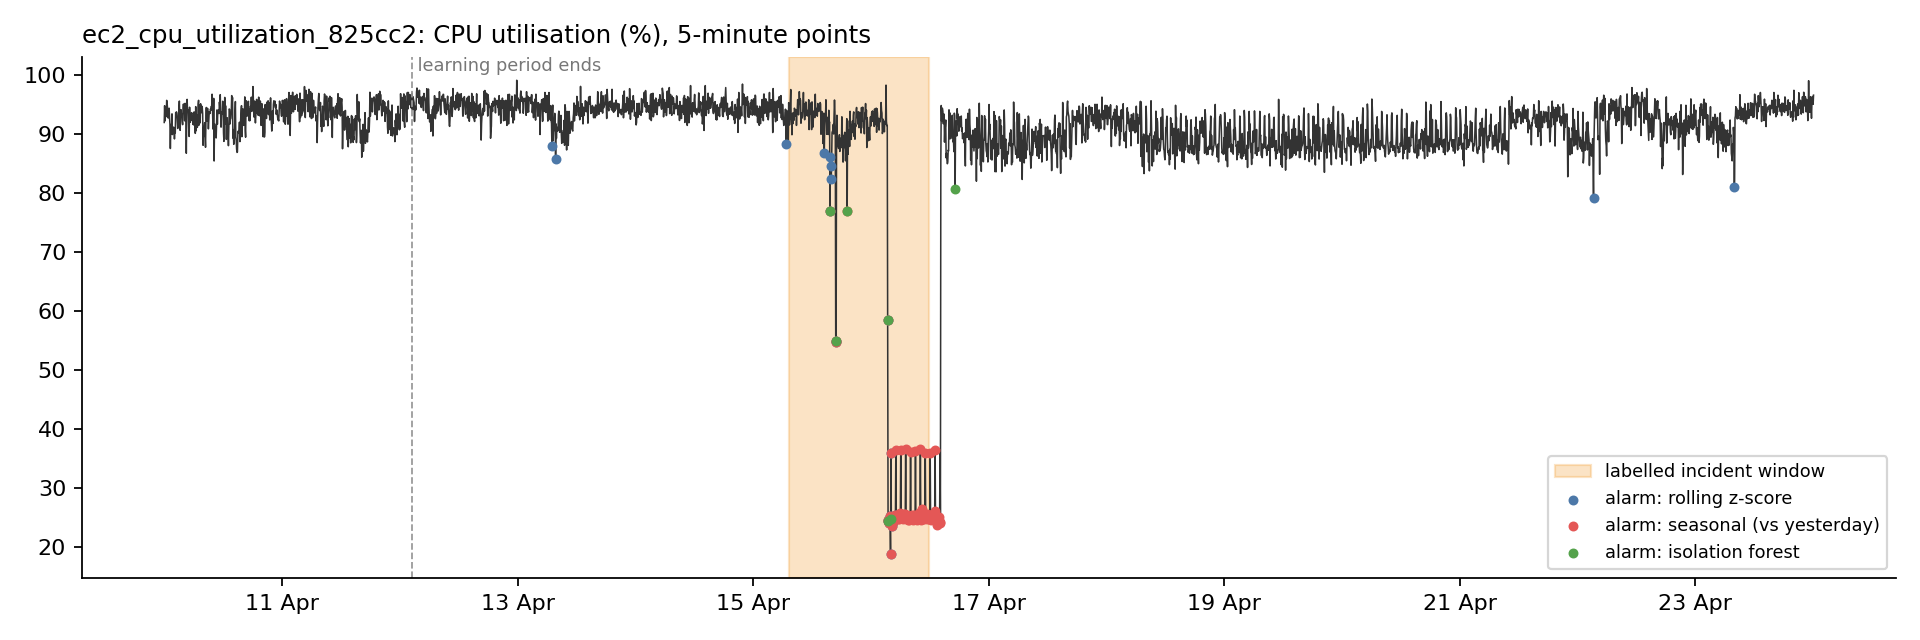 ec2_cpu_utilization_825cc2: CPU utilisation (%), 5-minute points
learning period ends
100
90
80
70
60
50
40
30
20
labelled incident window
alarm: rolling z-score
alarm: seasonal (vs yesterday)
alarm: isolation forest
11 Apr
13 Apr
15 Apr
17 Apr
19 Apr
21 Apr
23 Apr